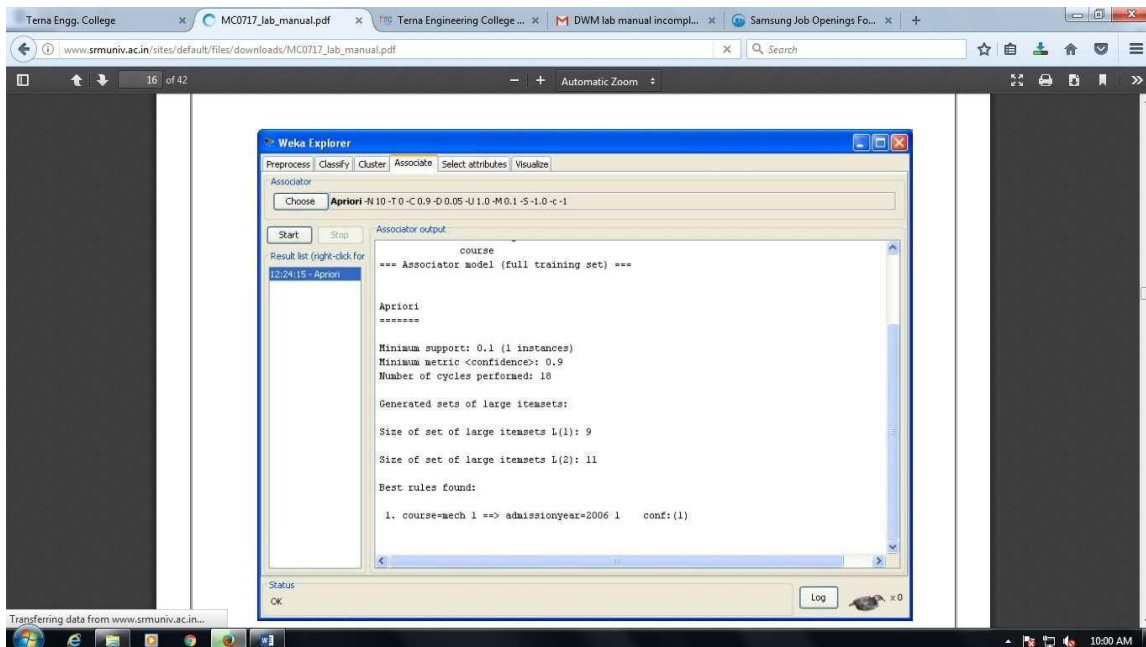 Terna Engg. College
MC0717_lab_manual.pdf
Terna Engineering College ...
DWM lab manual incompl...
Samsung Job Openings Fo...
www.srmuniv.ac.in/sites/default/files/downloads/MC0717_lab_manual.pdf
Search
16 of 42
Automatic Zoom
Weka Explorer
Preprocess Classify Cluster Associate Select attributes Visualize
Associator
Choose Apriori -N 10 -T 0 -C 0.9 -D 0.05 -U 1.0 -M 0.1 -S -1.0 -c -1
Start Stop
Associator output
Result list (right-click for
12:24:15 - Apriori
course
=== Associator model (full training set) ===
Apriori
=======
Minimum support: 0.1 (1 instances)
Minimum metric <confidence>: 0.9
Number of cycles performed: 18
Generated sets of large itemsets:
Size of set of large itemsets L(1): 9
Size of set of large itemsets L(2): 11
Best rules found:
1. course=mech 1 ==> admissionyear=2006 1 conf:(1)
Status
OK
Log
x 0
Transferring data from www.srmuniv.ac.in...
10:00 AM